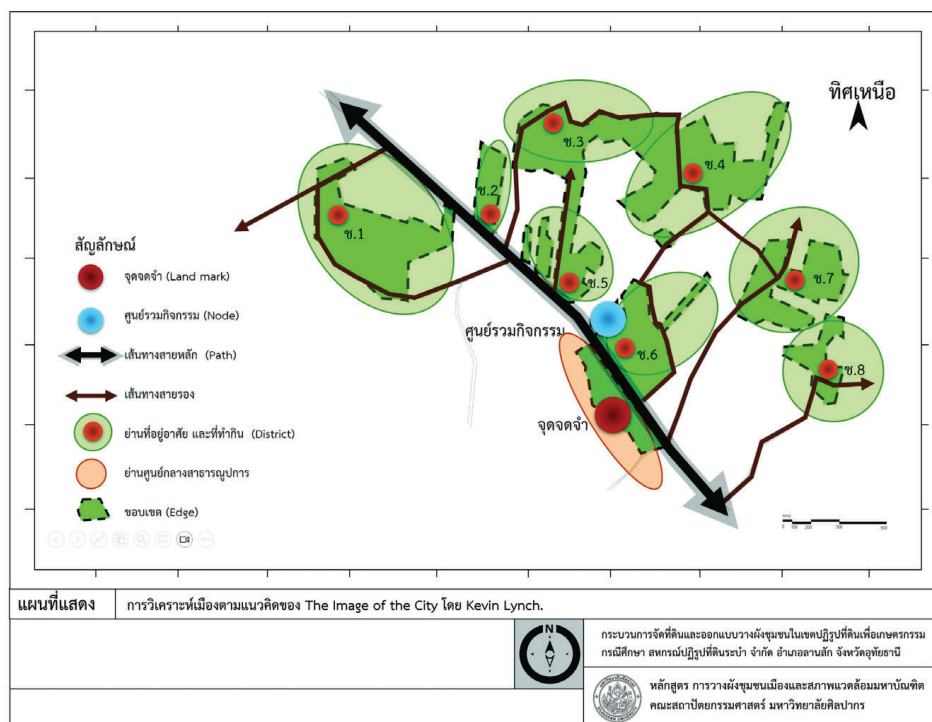 ทิศเหนือ
ช.3
ช.4
ช.2
ช.1
สัญลักษณ์
จุดจดจำ (Land mark)
ช.5
ช.7
ศูนย์รวมกิจกรรม (Node)
ศูนย์รวมกิจกรรม
ช.6
เส้นทางสายหลัก (Path)
ช.8
เส้นทางสายรอง
จุดจดจำ
ย่านที่อยู่อาศัย และที่ทำกิน (District)
ย่านศูนย์กลางสาธารณูปการ
ขอบเขต (Edge)
0 100 200 300 500
แผนที่แสดง
การวิเคราะห์เมืองตามแนวคิดของ The Image of the City โดย Kevin Lynch.
N
กระบวนการจัดที่ดินและออกแบบวางผังชุมชนในเขตปฏิรูปที่ดินเพื่อเกษตรกรรม
กรณีศึกษา สหกรณ์ปฏิรูปที่ดินระบำ จำกัด อำเภอลานสัก จังหวัดอุทัยธานี
หลักสูตร การวางผังชุมชนเมืองและสภาพแวดล้อมมหาบัณฑิต
คณะสถาปัตยกรรมศาสตร์ มหาวิทยาลัยศิลปากร